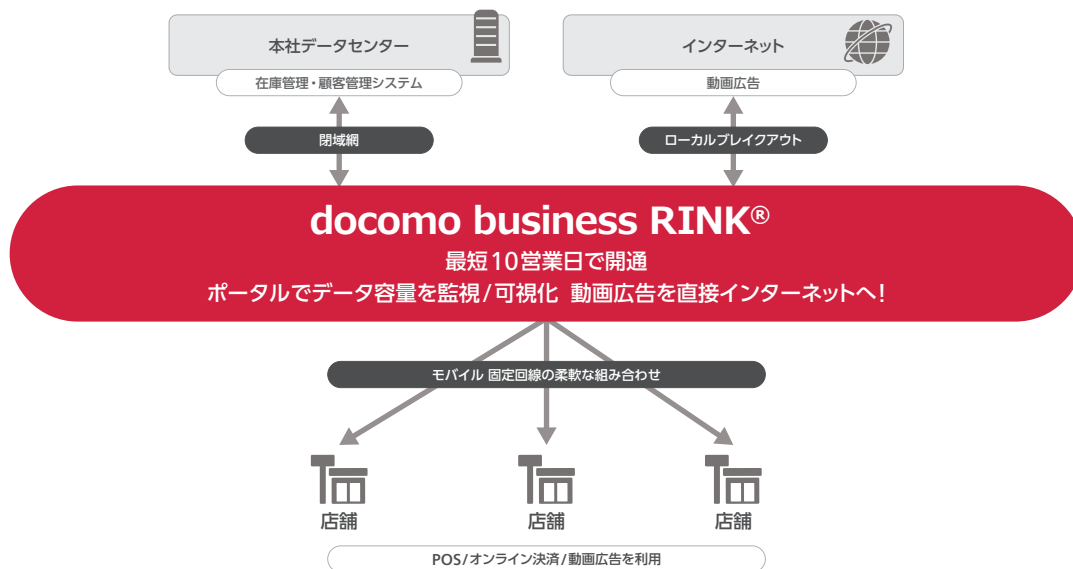 本社データセンター
インターネット
在庫管理・顧客管理システム
動画広告
閉域網
ローカルブレイクアウト
docomo business RINK®
最短10営業日で開通
ポータルでデータ容量を監視/可視化 動画広告を直接インターネットへ!
モバイル 固定回線の柔軟な組み合わせ
店舗
店舗
店舗
POS/オンライン決済/動画広告を利用